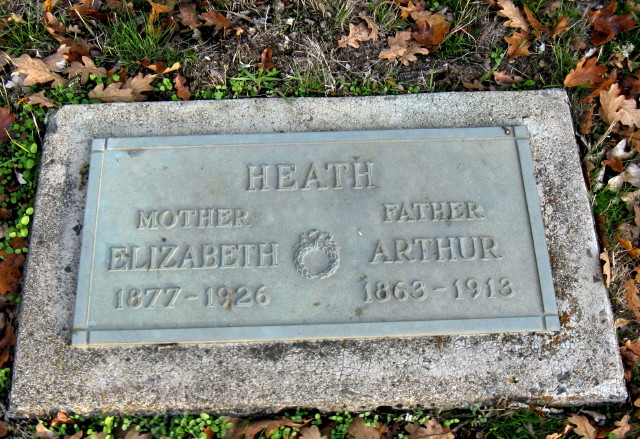 HEATH
MOTHER FATHER
ELIZABETH ARTHUR
1877-1926 1863-1913